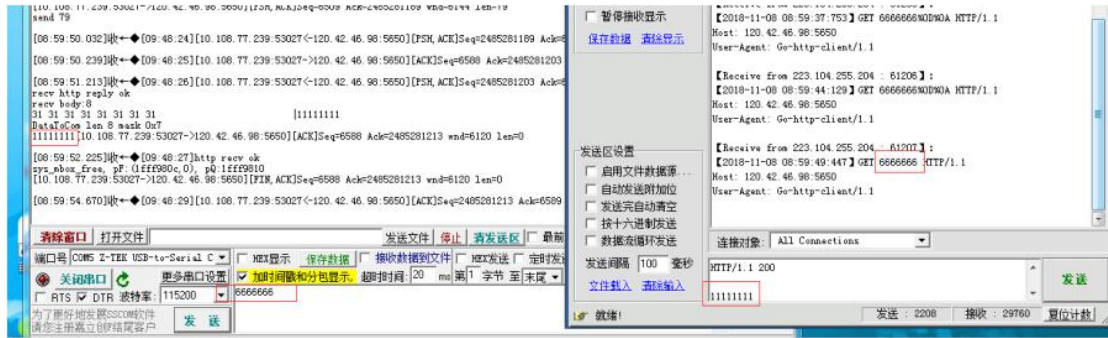 send 79
[08:59:50.032]收←◆[09:48:24][10.108.77.239:53027<-120.42.46.98:5650][PSH,ACK]Seq=2485281189 Ack=6
[08:59:50.239]收←◆[09:48:25][10.108.77.239:53027->120.42.46.98:5650][ACK]Seq=6588 Ack=2485281203
[08:59:51.213]收←◆[09:48:26][10.108.77.239:53027<-120.42.46.98:5650][PSH,ACK]Seq=2485281203 Ack=6
recv http reply ok
recv body:8
31 31 31 31 31 31 31 31 |11111111
DataToCom len 8 mask 0x7
11111111[10.108.77.239:53027->120.42.46.98:5650][ACK]Seq=6588 Ack=2485281213 wnd=6120 len=0
[08:59:52.225]收←◆[09:48:27]http recv ok
sys_mbox_free, pF:(1fff980c,0), pQ:1fff9810
[10.108.77.239:53027->120.42.46.98:5650][FIN,ACK]Seq=6588 Ack=2485281213 wnd=6120 len=0
[08:59:54.670]收←◆[09:48:29][10.108.77.239:53027<-120.42.46.98:5650][ACK]Seq=2485281213 Ack=6589
清除窗口 打开文件 发送文件 停止 清发送区 最前
端口号 COM5 Z-TEK USB-to-Serial C HEX显示 保存数据 接收数据到文件 HEX发送 定时发送
关闭串口 更多串口设置 加时间戳和分包显示。 超时时间: 20 ms 第1 字节 至 末尾
RTS DTR 波特率: 115200 6666666
为了更好地发展SSCOM软件
请您注册嘉立创F结尾客户
发 送
暂停接收显示
保存数据 清除显示
发送区设置
启用文件数据源...
自动发送附加位
发送完自动清空
按十六进制发送
数据流循环发送
发送间隔 100 毫秒
文件载入 清除输入
就绪!
【2018-11-08 08:59:37:753】GET 6666666%0D%0A HTTP/1.1
Host: 120.42.46.98:5650
User-Agent: Go-http-client/1.1
【Receive from 223.104.255.204 : 61206】:
【2018-11-08 08:59:44:129】GET 6666666%0D%0A HTTP/1.1
Host: 120.42.46.98:5650
User-Agent: Go-http-client/1.1
【Receive from 223.104.255.204 : 61207】:
【2018-11-08 08:59:49:447】GET 6666666 HTTP/1.1
Host: 120.42.46.98:5650
User-Agent: Go-http-client/1.1
连接对象: All Connections
HTTP/1.1 200
11111111
发送
发送 : 2208 接收 : 29760 复位计数